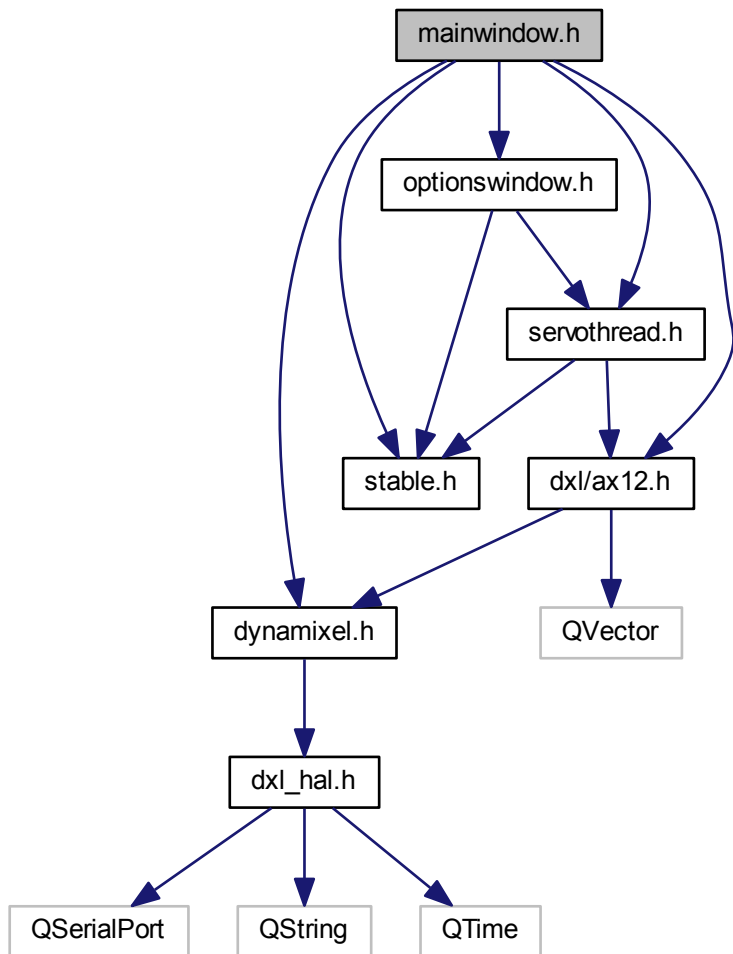 mainwindow.h
optionswindow.h
servothread.h
stable.h
dxl/ax12.h
dynamixel.h
QVector
dxl_hal.h
QSerialPort
QString
QTime